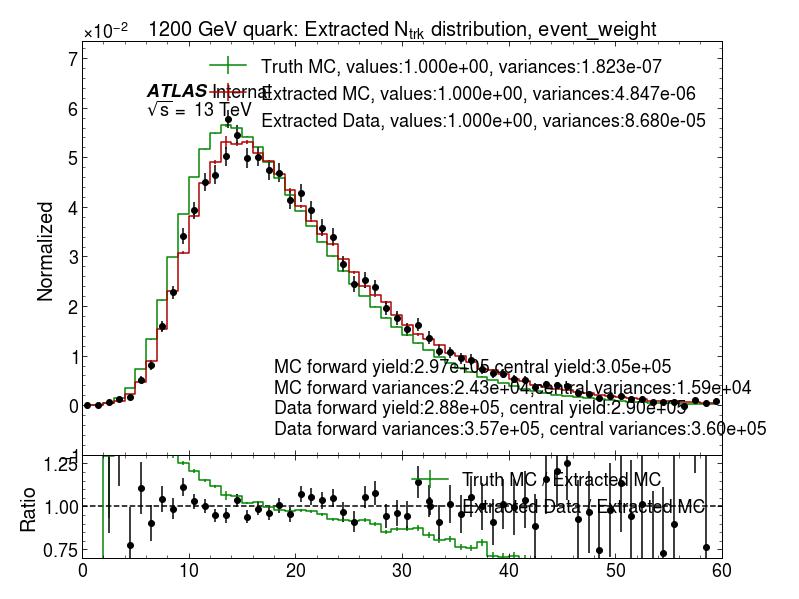 ×10⁻² 1200 GeV quark: Extracted N_trk distribution, event_weight
Truth MC, values:1.000e+00, variances:1.823e-07
Extracted MC, values:1.000e+00, variances:4.847e-06
Extracted Data, values:1.000e+00, variances:8.680e-05
ATLAS Internal
√s = 13 TeV
Normalized
7
6
5
4
3
2
1
0
MC forward yield:2.97e+05, central yield:3.05e+05
MC forward variances:2.43e+04, central variances:1.59e+04
Data forward yield:2.88e+05, central yield:2.90e+05
Data forward variances:3.57e+05, central variances:3.60e+05
Ratio
1.25
1.00
0.75
Truth MC / Extracted MC
Extracted Data / Extracted MC
0 10 20 30 40 50 60